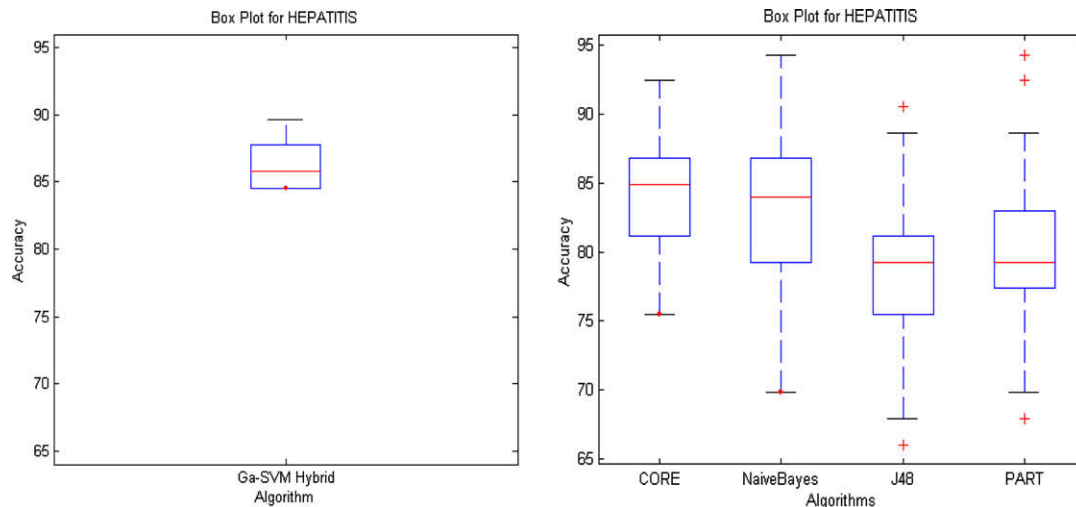 Box Plot for HEPATITIS
95
90
85
80
75
70
65
Accuracy
Ga-SVM Hybrid
Algorithm
Box Plot for HEPATITIS
95
90
85
80
75
70
65
Accuracy
CORE NaiveBayes J48 PART
Algorithms